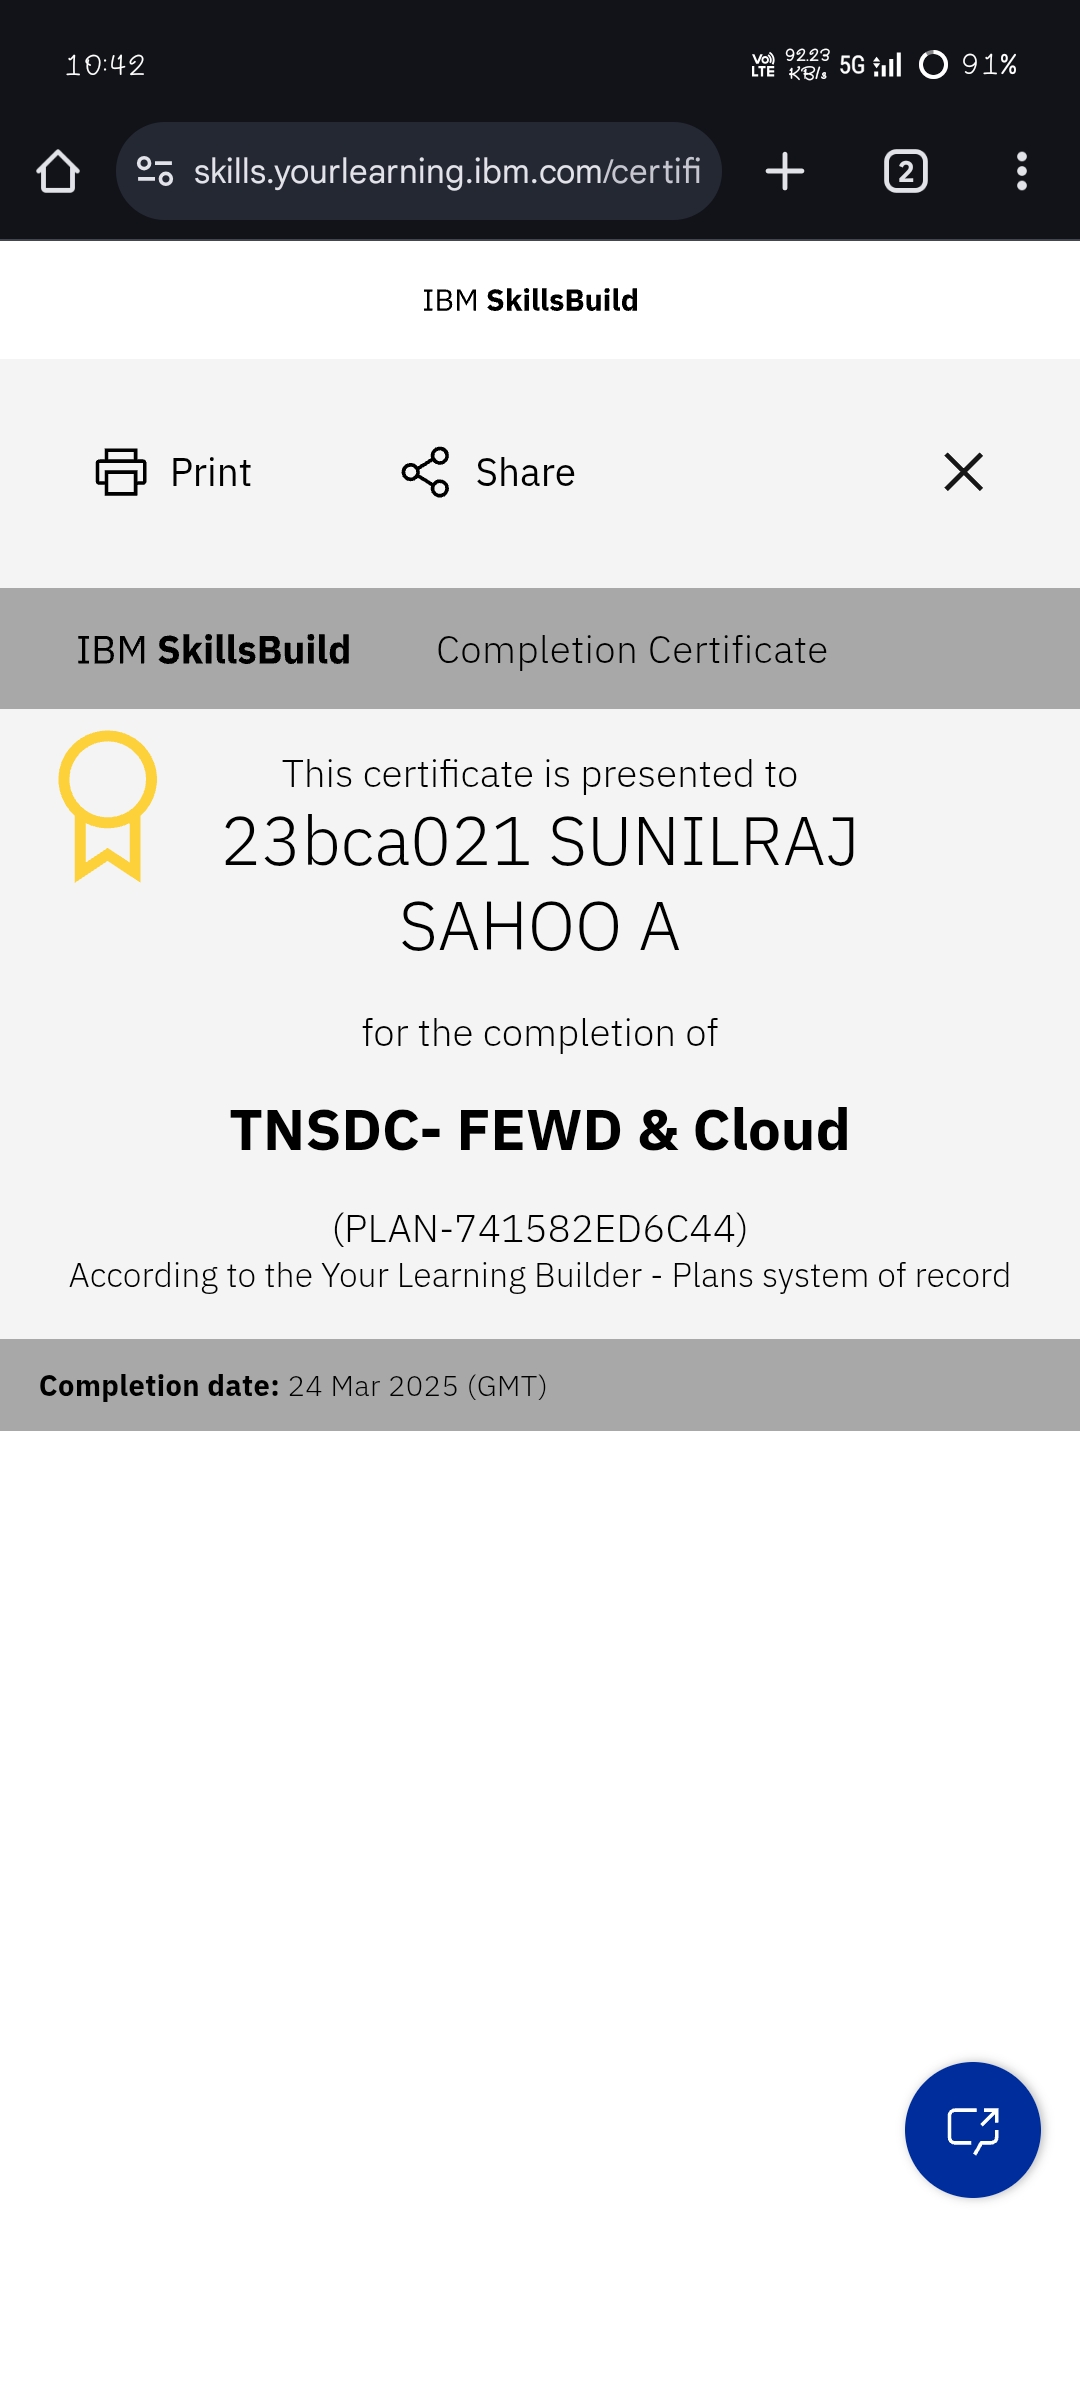 10:42
Vo)) LTE 92.23 KB/s 5G 91%
skills.yourlearning.ibm.com/certifi
2
IBM SkillsBuild
Print Share
IBM SkillsBuild Completion Certificate
This certificate is presented to
23bca021 SUNILRAJ
SAHOO A
for the completion of
TNSDC- FEWD & Cloud
(PLAN-741582ED6C44)
According to the Your Learning Builder - Plans system of record
Completion date: 24 Mar 2025 (GMT)